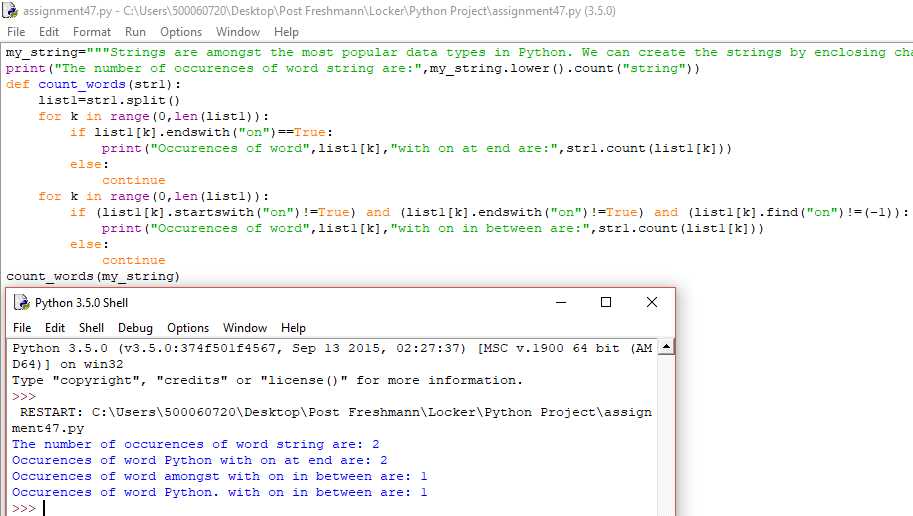 assignment47.py - C:\Users\500060720\Desktop\Post Freshmann\Locker\Python Project\assignment47.py (3.5.0)
File Edit Format Run Options Window Help
my_string="""Strings are amongst the most popular data types in Python. We can create the strings by enclosing cha
print("The number of occurences of word string are:",my_string.lower().count("string"))
def count_words(str1):
    list1=str1.split()
    for k in range(0,len(list1)):
        if list1[k].endswith("on")==True:
            print("Occurences of word",list1[k],"with on at end are:",str1.count(list1[k]))
        else:
            continue
    for k in range(0,len(list1)):
        if (list1[k].startswith("on")!=True) and (list1[k].endswith("on")!=True) and (list1[k].find("on")!=(-1)):
            print("Occurences of word",list1[k],"with on in between are:",str1.count(list1[k]))
        else:
            continue
count_words(my_string)
Python 3.5.0 Shell
File Edit Shell Debug Options Window Help
Python 3.5.0 (v3.5.0:374f501f4567, Sep 13 2015, 02:27:37) [MSC v.1900 64 bit (AM
D64)] on win32
Type "copyright", "credits" or "license()" for more information.
>>>
 RESTART: C:\Users\500060720\Desktop\Post Freshmann\Locker\Python Project\assign
ment47.py
The number of occurences of word string are: 2
Occurences of word Python with on at end are: 2
Occurences of word amongst with on in between are: 1
Occurences of word Python. with on in between are: 1
>>>